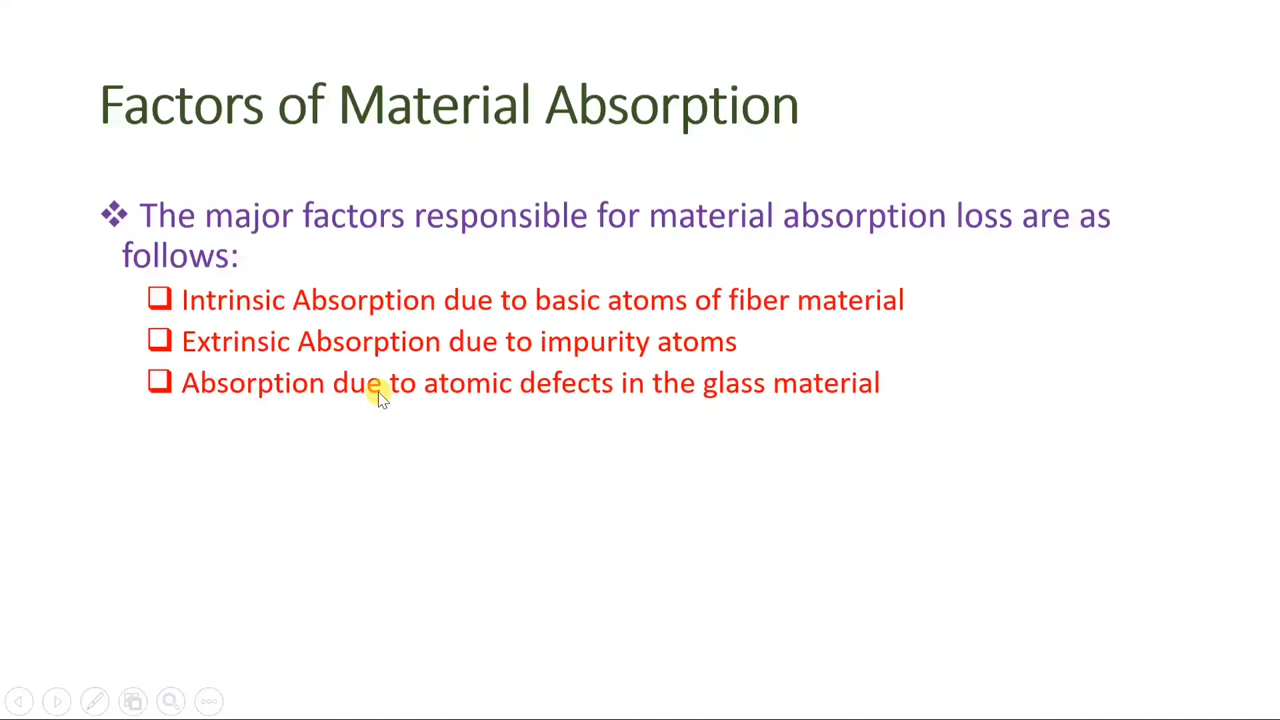 Factors of Material Absorption
❖ The major factors responsible for material absorption loss are as
follows:
❑ Intrinsic Absorption due to basic atoms of fiber material
❑ Extrinsic Absorption due to impurity atoms
❑ Absorption due to atomic defects in the glass material